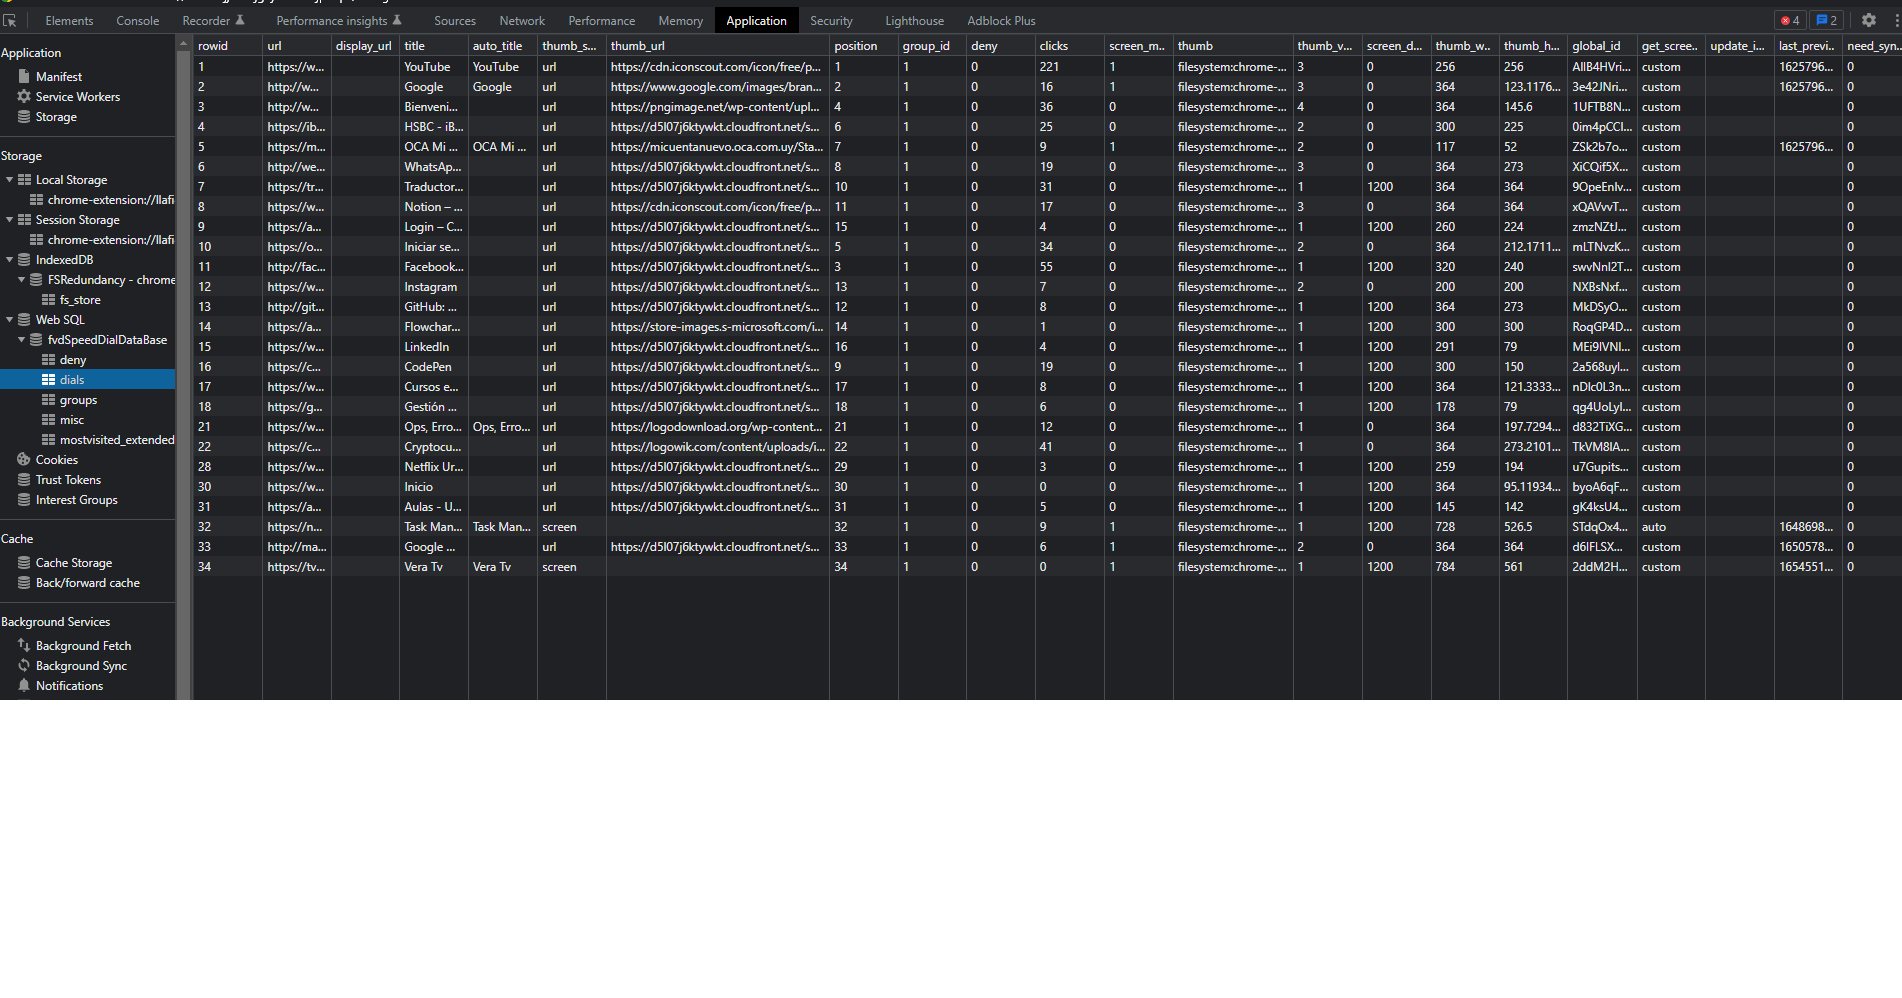 Elements Console Recorder Performance insights Sources Network Performance Memory Application Security Lighthouse Adblock Plus 4 2
Application
Manifest
Service Workers
Storage
Storage
Local Storage
chrome-extension://llafi
Session Storage
chrome-extension://llafi
IndexedDB
FSRedundancy - chrome
fs_store
Web SQL
fvdSpeedDialDataBase
deny
dials
groups
misc
mostvisited_extended
Cookies
Trust Tokens
Interest Groups
Cache
Cache Storage
Back/forward cache
Background Services
Background Fetch
Background Sync
Notifications
rowid url display_url title auto_title thumb_s... thumb_url position group_id deny clicks screen_m... thumb thumb_v... screen_d... thumb_w... thumb_h... global_id get_scree... update_i... last_previ... need_syn...
1 https://w... YouTube YouTube url https://cdn.iconscout.com/icon/free/p... 1 1 0 221 1 filesystem:chrome-... 3 0 256 256 AIIB4HVri... custom 1625796... 0
2 http://w... Google Google url https://www.google.com/images/bran... 2 1 0 16 1 filesystem:chrome-... 3 0 364 123.1176... 3e42JNri... custom 1625796... 0
3 http://w... Bienveni... url https://pngimage.net/wp-content/upl... 4 1 0 36 0 filesystem:chrome-... 4 0 364 145.6 1UFTB8N... custom 0
4 https://ib... HSBC - iB... url https://d5l07j6ktywkt.cloudfront.net/s... 6 1 0 25 0 filesystem:chrome-... 2 0 300 225 0im4pCCl... custom 0
5 https://m... OCA Mi ... OCA Mi ... url https://micuentanuevo.oca.com.uy/Sta... 7 1 0 9 1 filesystem:chrome-... 2 0 117 52 ZSk2b7o... custom 1625796... 0
6 http://we... WhatsAp... url https://d5l07j6ktywkt.cloudfront.net/s... 8 1 0 19 0 filesystem:chrome-... 3 0 364 273 XiCQif5X... custom 0
7 https://tr... Traductor... url https://d5l07j6ktywkt.cloudfront.net/s... 10 1 0 31 0 filesystem:chrome-... 1 1200 364 364 9OpeEnIv... custom 0
8 https://w... Notion – ... url https://cdn.iconscout.com/icon/free/p... 11 1 0 17 0 filesystem:chrome-... 3 0 364 364 xQAVvvT... custom 0
9 https://a... Login – C... url https://d5l07j6ktywkt.cloudfront.net/s... 15 1 0 4 0 filesystem:chrome-... 1 1200 260 224 zmzNZtJ... custom 0
10 https://o... Iniciar se... url https://d5l07j6ktywkt.cloudfront.net/s... 5 1 0 34 0 filesystem:chrome-... 2 0 364 212.1711... mLTNvzK... custom 0
11 http://fac... Facebook... url https://d5l07j6ktywkt.cloudfront.net/s... 3 1 0 55 0 filesystem:chrome-... 1 1200 320 240 swvNnI2T... custom 0
12 https://w... Instagram url https://d5l07j6ktywkt.cloudfront.net/s... 13 1 0 7 0 filesystem:chrome-... 2 0 200 200 NXBsNxf... custom 0
13 http://git... GitHub: ... url https://d5l07j6ktywkt.cloudfront.net/s... 12 1 0 8 0 filesystem:chrome-... 1 1200 364 273 MkDSyO... custom 0
14 https://a... Flowchar... url https://store-images.s-microsoft.com/i... 14 1 0 1 0 filesystem:chrome-... 1 1200 300 300 RoqGP4D... custom 0
15 https://w... LinkedIn url https://d5l07j6ktywkt.cloudfront.net/s... 16 1 0 4 0 filesystem:chrome-... 1 1200 291 79 MEi9IVNI... custom 0
16 https://c... CodePen url https://d5l07j6ktywkt.cloudfront.net/s... 9 1 0 19 0 filesystem:chrome-... 1 1200 300 150 2a568uyl... custom 0
17 https://w... Cursos e... url https://d5l07j6ktywkt.cloudfront.net/s... 17 1 0 8 0 filesystem:chrome-... 1 1200 364 121.3333... nDIc0L3n... custom 0
18 https://g... Gestión ... url https://d5l07j6ktywkt.cloudfront.net/s... 18 1 0 6 0 filesystem:chrome-... 1 1200 178 79 qg4UoLyl... custom 0
21 https://w... Ops, Erro... Ops, Erro... url https://logodownload.org/wp-content... 21 1 0 12 0 filesystem:chrome-... 1 0 364 197.7294... d832TiXG... custom 0
22 https://c... Cryptocu... url https://logowik.com/content/uploads/i... 22 1 0 41 0 filesystem:chrome-... 1 0 364 273.2101... TkVM8IA... custom 0
28 https://w... Netflix Ur... url https://d5l07j6ktywkt.cloudfront.net/s... 29 1 0 3 0 filesystem:chrome-... 1 1200 259 194 u7Gupits... custom 0
30 https://w... Inicio url https://d5l07j6ktywkt.cloudfront.net/s... 30 1 0 0 0 filesystem:chrome-... 1 1200 364 95.11934... byoA6qF... custom 0
31 https://a... Aulas - U... url https://d5l07j6ktywkt.cloudfront.net/s... 31 1 0 5 0 filesystem:chrome-... 1 1200 145 142 gK4ksU4... custom 0
32 https://n... Task Man... Task Man... screen 32 1 0 9 1 filesystem:chrome-... 1 1200 728 526.5 STdqOx4... auto 1648698... 0
33 http://ma... Google ... url https://d5l07j6ktywkt.cloudfront.net/s... 33 1 0 6 1 filesystem:chrome-... 2 0 364 364 d6IFLSX... custom 1650578... 0
34 https://tv... Vera Tv Vera Tv screen 34 1 0 0 1 filesystem:chrome-... 1 1200 784 561 2ddM2H... custom 1654551... 0